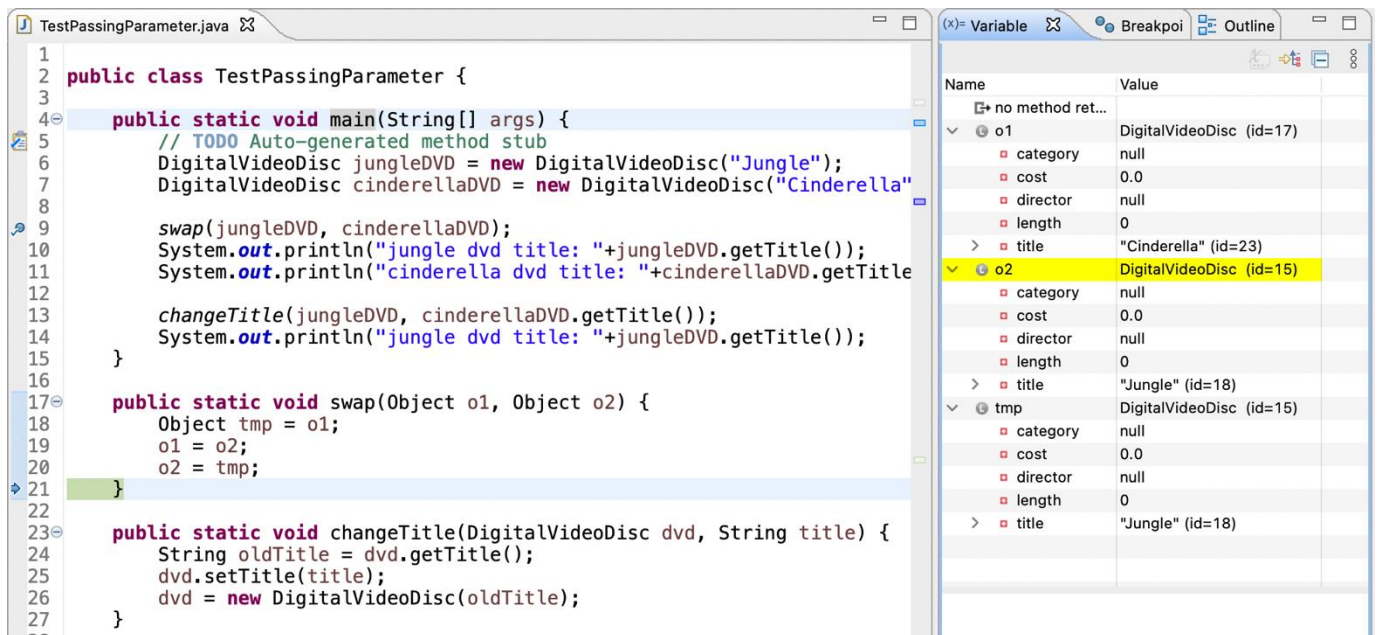 TestPassingParameter.java
1
2 public class TestPassingParameter {
3
4 public static void main(String[] args) {
5 // TODO Auto-generated method stub
6 DigitalVideoDisc jungleDVD = new DigitalVideoDisc("Jungle");
7 DigitalVideoDisc cinderellaDVD = new DigitalVideoDisc("Cinderella"
8
9 swap(jungleDVD, cinderellaDVD);
10 System.out.println("jungle dvd title: "+jungleDVD.getTitle());
11 System.out.println("cinderella dvd title: "+cinderellaDVD.getTitle
12
13 changeTitle(jungleDVD, cinderellaDVD.getTitle());
14 System.out.println("jungle dvd title: "+jungleDVD.getTitle());
15 }
16
17 public static void swap(Object o1, Object o2) {
18 Object tmp = o1;
19 o1 = o2;
20 o2 = tmp;
21 }
22
23 public static void changeTitle(DigitalVideoDisc dvd, String title) {
24 String oldTitle = dvd.getTitle();
25 dvd.setTitle(title);
26 dvd = new DigitalVideoDisc(oldTitle);
27 }
(x)= Variable Breakpoi Outline
Name Value
no method ret...
o1 DigitalVideoDisc (id=17)
category null
cost 0.0
director null
length 0
title "Cinderella" (id=23)
o2 DigitalVideoDisc (id=15)
category null
cost 0.0
director null
length 0
title "Jungle" (id=18)
tmp DigitalVideoDisc (id=15)
category null
cost 0.0
director null
length 0
title "Jungle" (id=18)